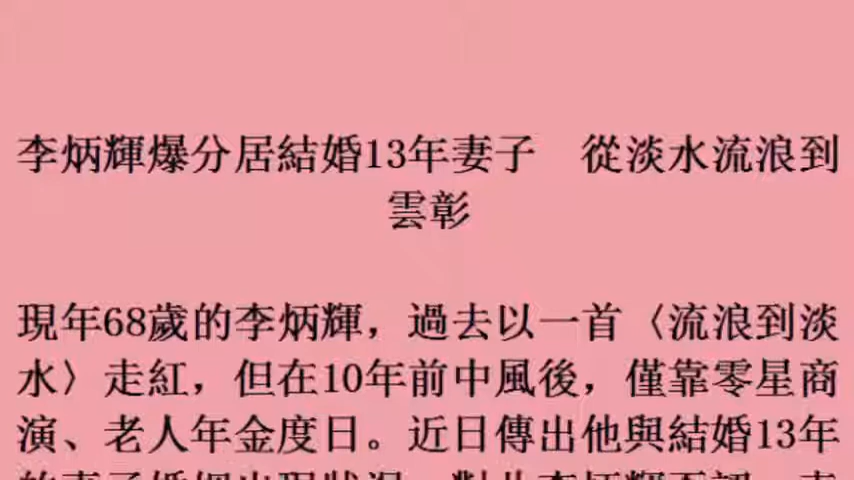 李炳輝爆分居結婚13年妻子　從淡水流浪到
雲彰
現年68歲的李炳輝，過去以一首〈流浪到淡
水〉走紅，但在10年前中風後，僅靠零星商
演、老人年金度日。近日傳出他與結婚13年